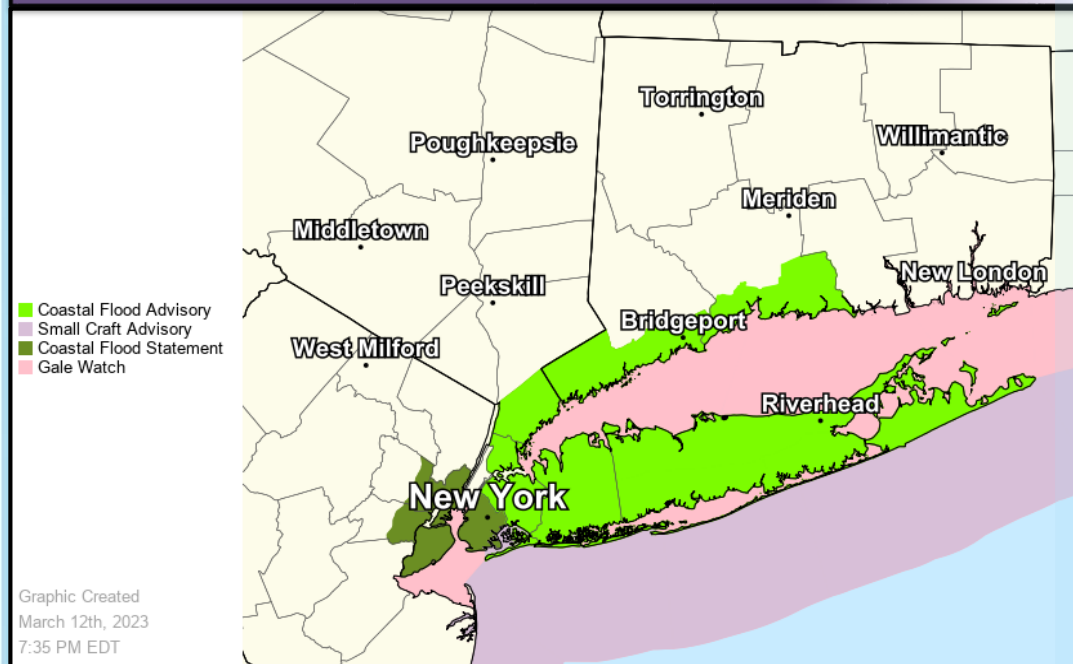 Torrington
Poughkeepsie
Willimantic
Meriden
Middletown
New London
Peekskill
Coastal Flood Advisory
Small Craft Advisory
Coastal Flood Statement
Gale Watch
Bridgeport
West Milford
Riverhead
New York
Graphic Created
March 12th, 2023
7:35 PM EDT